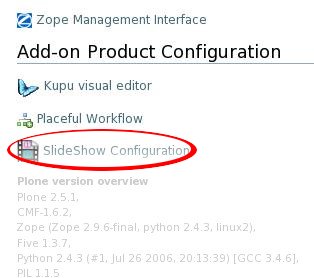 Zope Management Interface
Add-on Product Configuration
Kupu visual editor
Placeful Workflow
SlideShow Configuration
Plone version overview
Plone 2.5.1,
CMF-1.6.2,
Zope (Zope 2.9.6-final, python 2.4.3, linux2),
Five 1.3.7,
Python 2.4.3 (#1, Jul 26 2006, 20:13:39) [GCC 3.4.6],
PIL 1.1.5